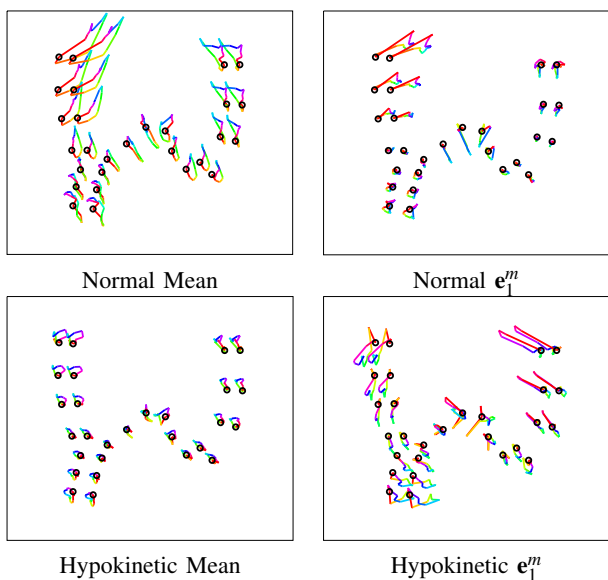 Normal Mean
Normal e₁ᵐ
Hypokinetic Mean
Hypokinetic e₁ᵐ